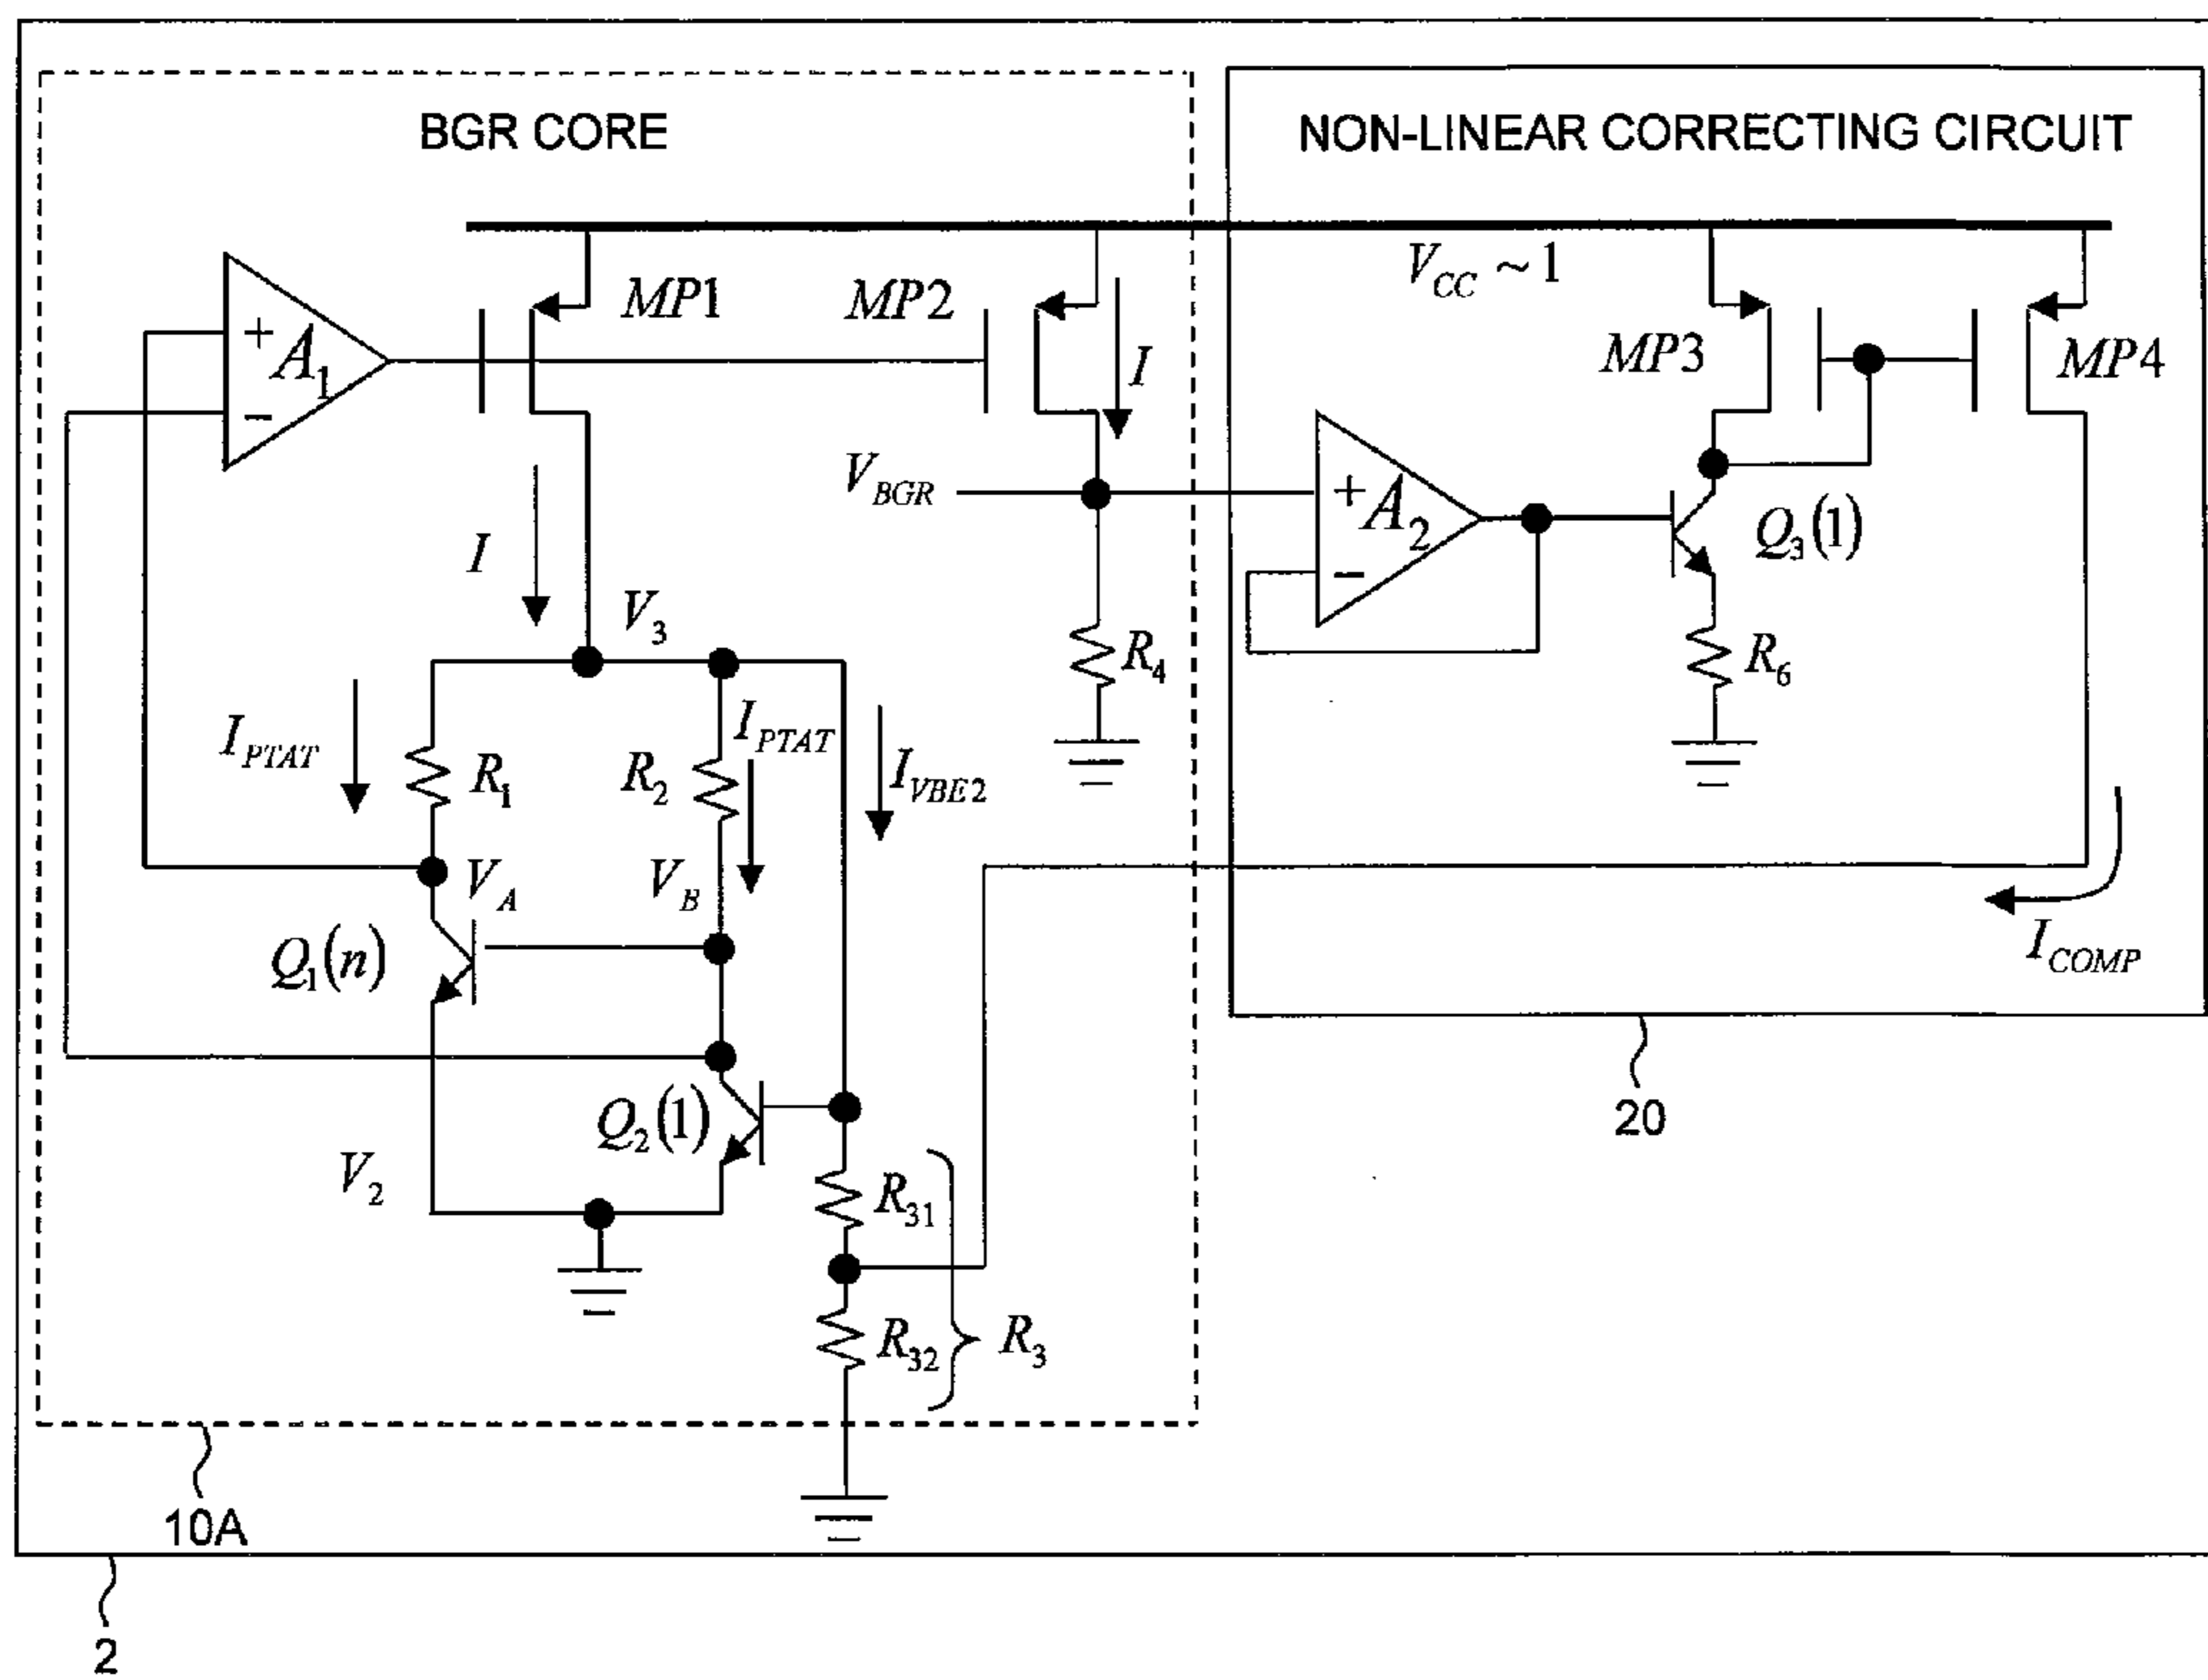 BGR CORE
NON-LINEAR CORRECTING CIRCUIT
V_CC ~ 1
MP1
MP2
MP3
MP4
+
A_1
−
I
I
V_BGR
+
A_2
−
Q_3(1)
V_3
R_4
R_6
I_PTAT
I_PTAT
R_1
R_2
I_VBE2
V_A
V_B
Q_1(n)
I_COMP
Q_2(1)
20
V_2
R_31
R_32
R_3
10A
2